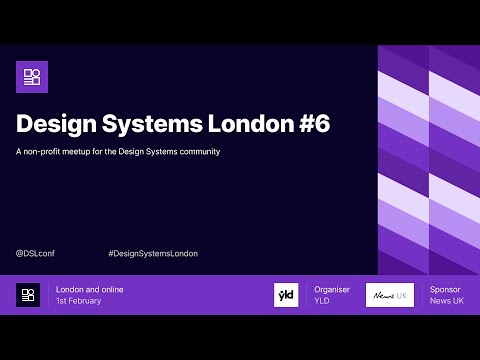 Design Systems London #6
A non-profit meetup for the Design Systems community
@DSLconf
#DesignSystemsLondon
London and online
1st February
yld
Organiser
YLD
News UK
Sponsor
News UK